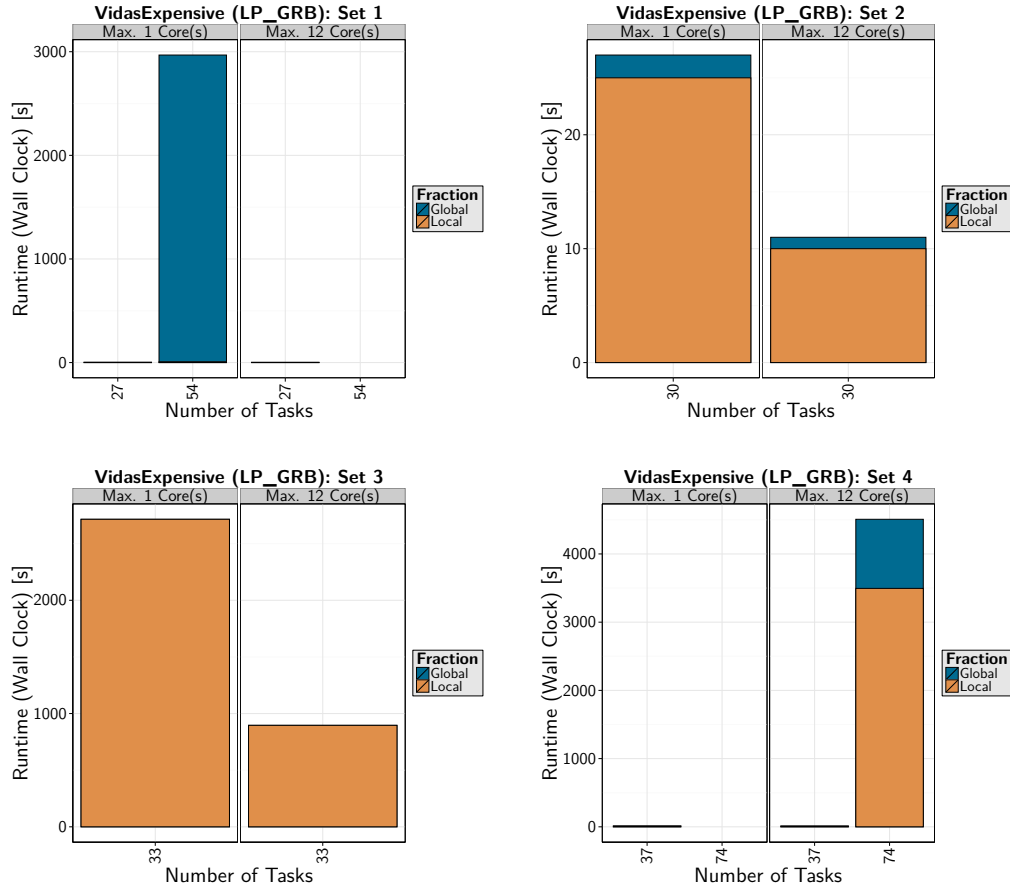 VidasExpensive (LP_GRB): Set 1
Max. 1 Core(s)
Max. 12 Core(s)
Runtime (Wall Clock) [s]
3000
2000
1000
0
27
54
27
54
Number of Tasks
Fraction
Global
Local
VidasExpensive (LP_GRB): Set 2
Max. 1 Core(s)
Max. 12 Core(s)
Runtime (Wall Clock) [s]
20
10
0
30
30
Number of Tasks
Fraction
Global
Local
VidasExpensive (LP_GRB): Set 3
Max. 1 Core(s)
Max. 12 Core(s)
Runtime (Wall Clock) [s]
2000
1000
0
33
33
Number of Tasks
Fraction
Global
Local
VidasExpensive (LP_GRB): Set 4
Max. 1 Core(s)
Max. 12 Core(s)
Runtime (Wall Clock) [s]
4000
3000
2000
1000
0
37
74
37
74
Number of Tasks
Fraction
Global
Local